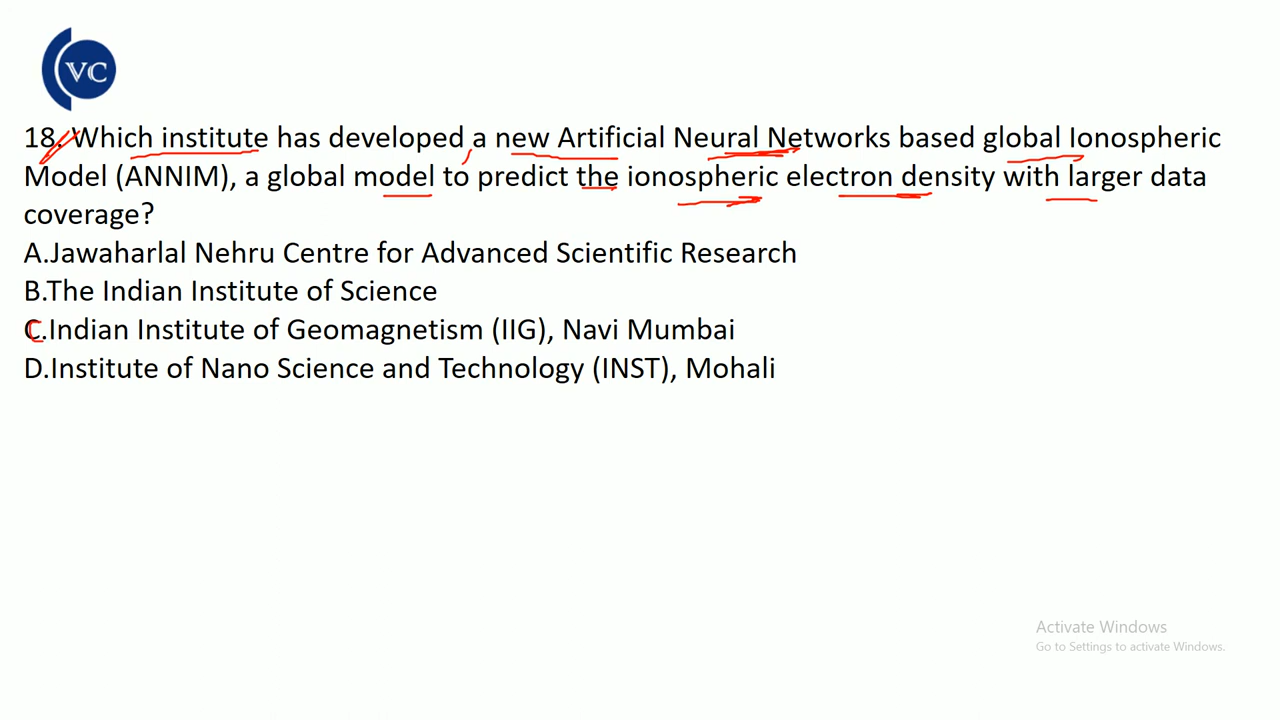 VC
18. Which institute has developed a new Artificial Neural Networks based global Ionospheric
Model (ANNIM), a global model to predict the ionospheric electron density with larger data
coverage?
A.Jawaharlal Nehru Centre for Advanced Scientific Research
B.The Indian Institute of Science
C.Indian Institute of Geomagnetism (IIG), Navi Mumbai
D.Institute of Nano Science and Technology (INST), Mohali
Activate Windows
Go to Settings to activate Windows.